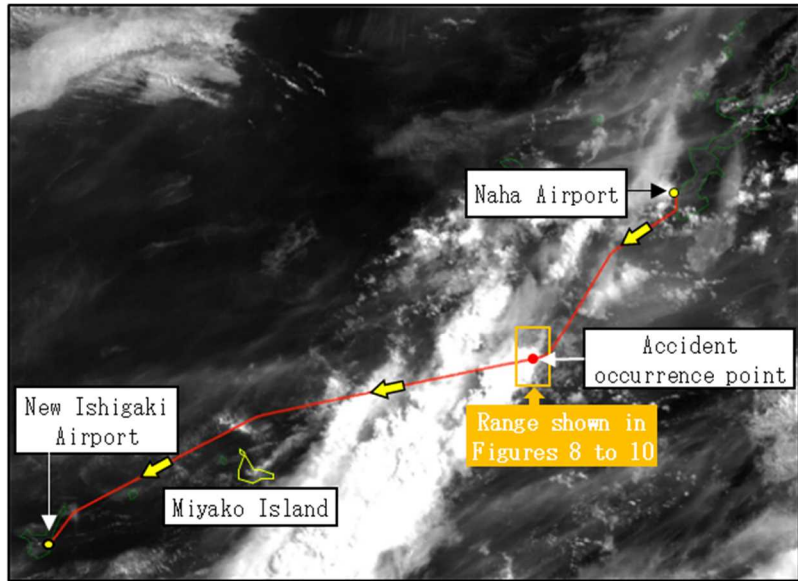 Naha Airport
Accident
occurrence point
Range shown in
Figures 8 to 10
New Ishigaki
Airport
Miyako Island